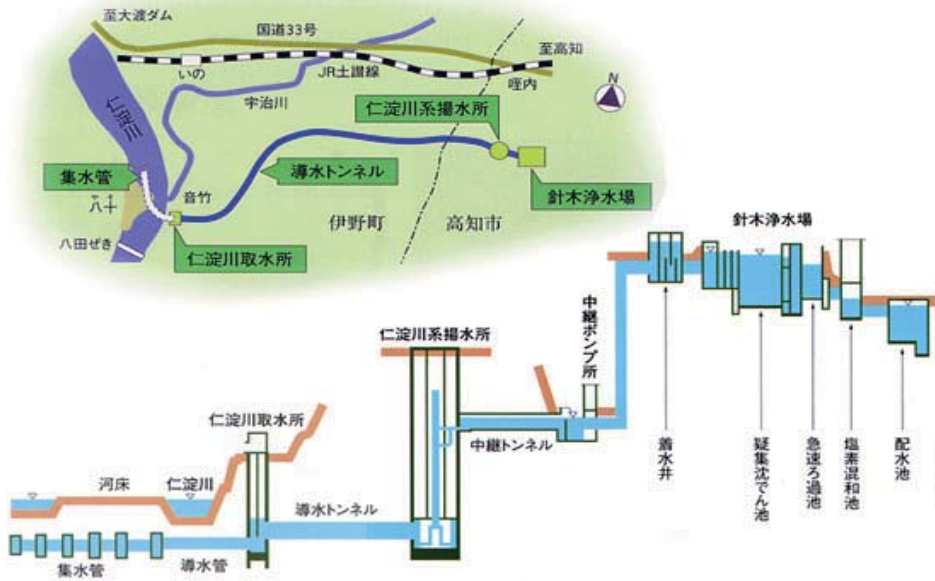 至大渡ダム
国道33号
至高知
いの
JR土讃線
咥内
N
宇治川
仁淀川
仁淀川系揚水所
集水管
音竹
導水トンネル
針木浄水場
八十
伊野町
高知市
八田ぜき
仁淀川取水所
針木浄水場
仁淀川系揚水所
中継ポンプ所
仁淀川取水所
中継トンネル
着水井
疑集沈でん池
急速ろ過池
塩素混和池
配水池
河床
仁淀川
導水トンネル
集水管
導水管